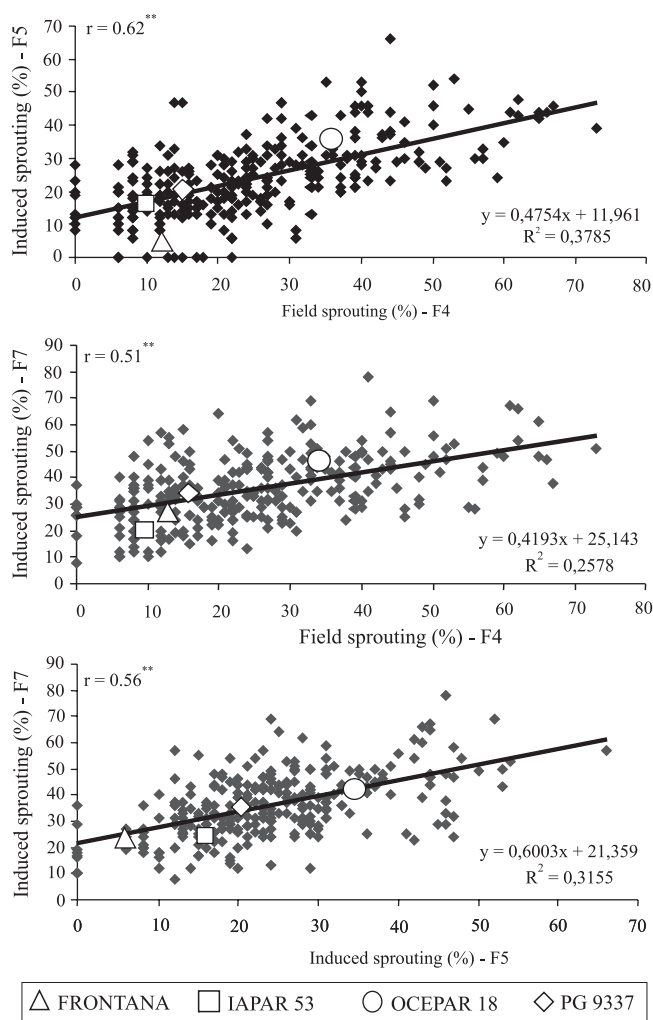 r = 0.62**
Induced sprouting (%) - F5
70
60
50
40
30
20
10
0
y = 0,4754x + 11,961
R² = 0,3785
0 10 20 30 40 50 60 70 80
Field sprouting (%) - F4
r = 0.51**
Induced sprouting (%) - F7
90
80
70
60
50
40
30
20
10
0
y = 0,4193x + 25,143
R² = 0,2578
0 10 20 30 40 50 60 70 80
Field sprouting (%) - F4
r = 0.56**
Induced sprouting (%) - F7
90
80
70
60
50
40
30
20
10
0
y = 0,6003x + 21,359
R² = 0,3155
0 10 20 30 40 50 60 70
Induced sprouting (%) - F5
FRONTANA IAPAR 53 OCEPAR 18 PG 9337